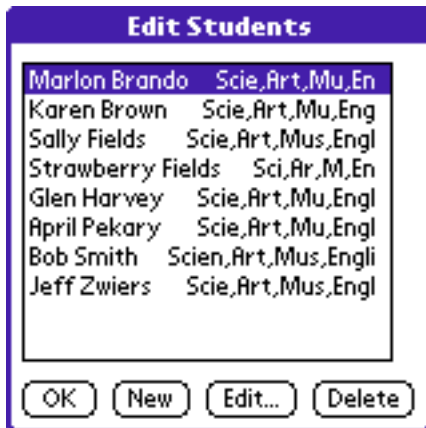 Edit Students
Marlon Brando Scie,Art,Mu,En
Karen Brown Scie,Art,Mu,Eng
Sally Fields Scie,Art,Mus,Engl
Strawberry Fields Sci,Ar,M,En
Glen Harvey Scie,Art,Mu,Engl
April Pekary Scie,Art,Mu,Engl
Bob Smith Scien,Art,Mus,Engli
Jeff Zwiers Scie,Art,Mus,Engl
OK New Edit... Delete